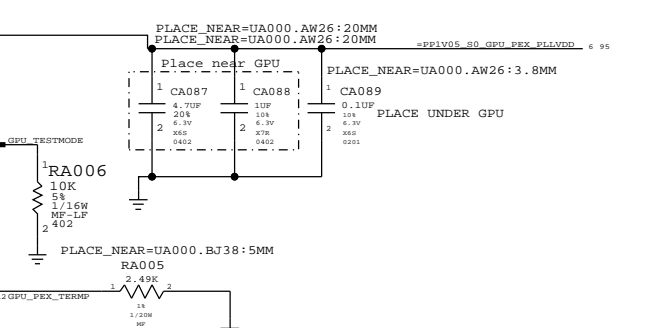 PLACE_NEAR=UA000.AW26:20MM
PLACE_NEAR=UA000.AW26:20MM
=PP1V05_S0_GPU_PEX_PLLVDD 6 95
Place near GPU
PLACE_NEAR=UA000.AW26:3.8MM
1 CA087
4.7UF
20%
6.3V
X6S
0402
2
1 CA088
1UF
10%
6.3V
X7R
0402
2
1 CA089
0.1UF
10%
6.3V
X6S
0201
2
PLACE UNDER GPU
GPU_TESTMODE
1 RA006
10K
5%
1/16W
MF-LF
402
2
PLACE_NEAR=UA000.BJ38:5MM
RA005
2.49K
1 2
2 GPU_PEX_TERMP
1%
1/20W
MF